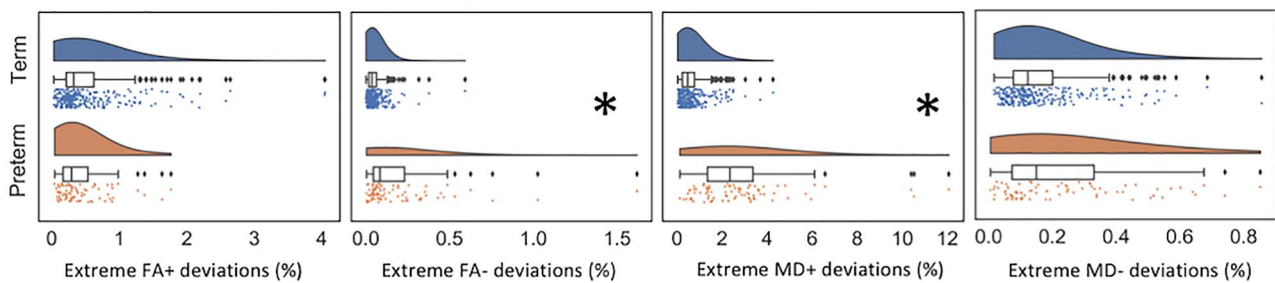 Term
Preterm
*
*
0 1 2 3 4
0.0 0.5 1.0 1.5
0 2 4 6 8 10 12
0.0 0.2 0.4 0.6 0.8
Extreme FA+ deviations (%)
Extreme FA- deviations (%)
Extreme MD+ deviations (%)
Extreme MD- deviations (%)